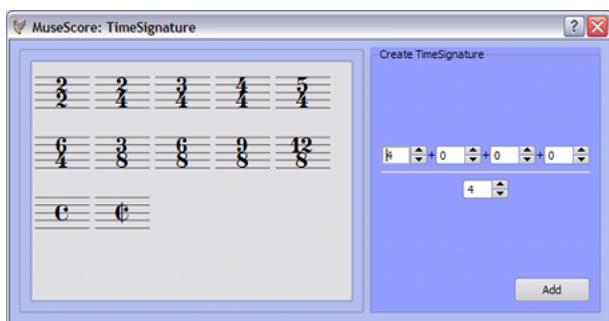 MuseScore: TimeSignature
Create TimeSignature
2 2 3 4 5
2 4 4 4 4
6 3 6 9 12
4 8 8 8 8
4 + 0 + 0 + 0
4
Add